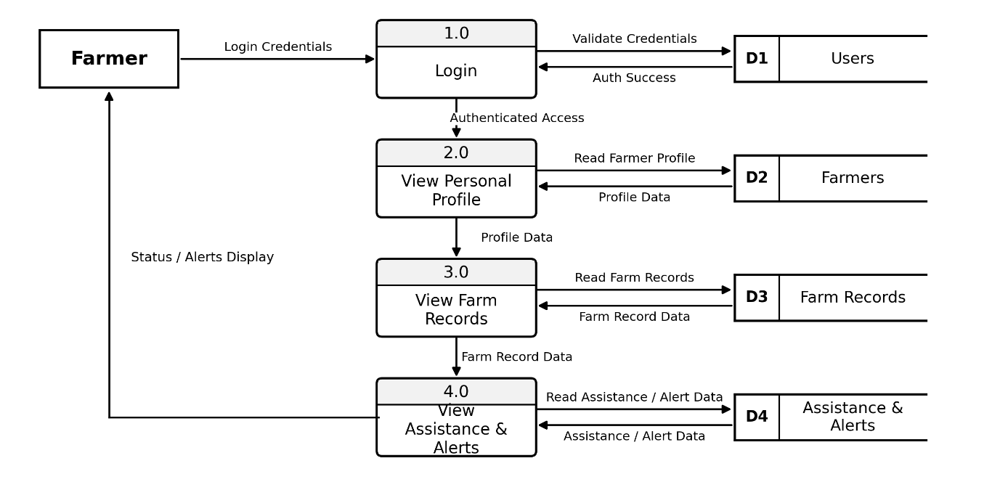 Farmer
Login Credentials
1.0
Login
Validate Credentials
Auth Success
D1
Users
Authenticated Access
2.0
View Personal
Profile
Read Farmer Profile
Profile Data
D2
Farmers
Profile Data
Status / Alerts Display
3.0
View Farm
Records
Read Farm Records
Farm Record Data
D3
Farm Records
Farm Record Data
4.0
View
Assistance &
Alerts
Read Assistance / Alert Data
Assistance / Alert Data
D4
Assistance &
Alerts